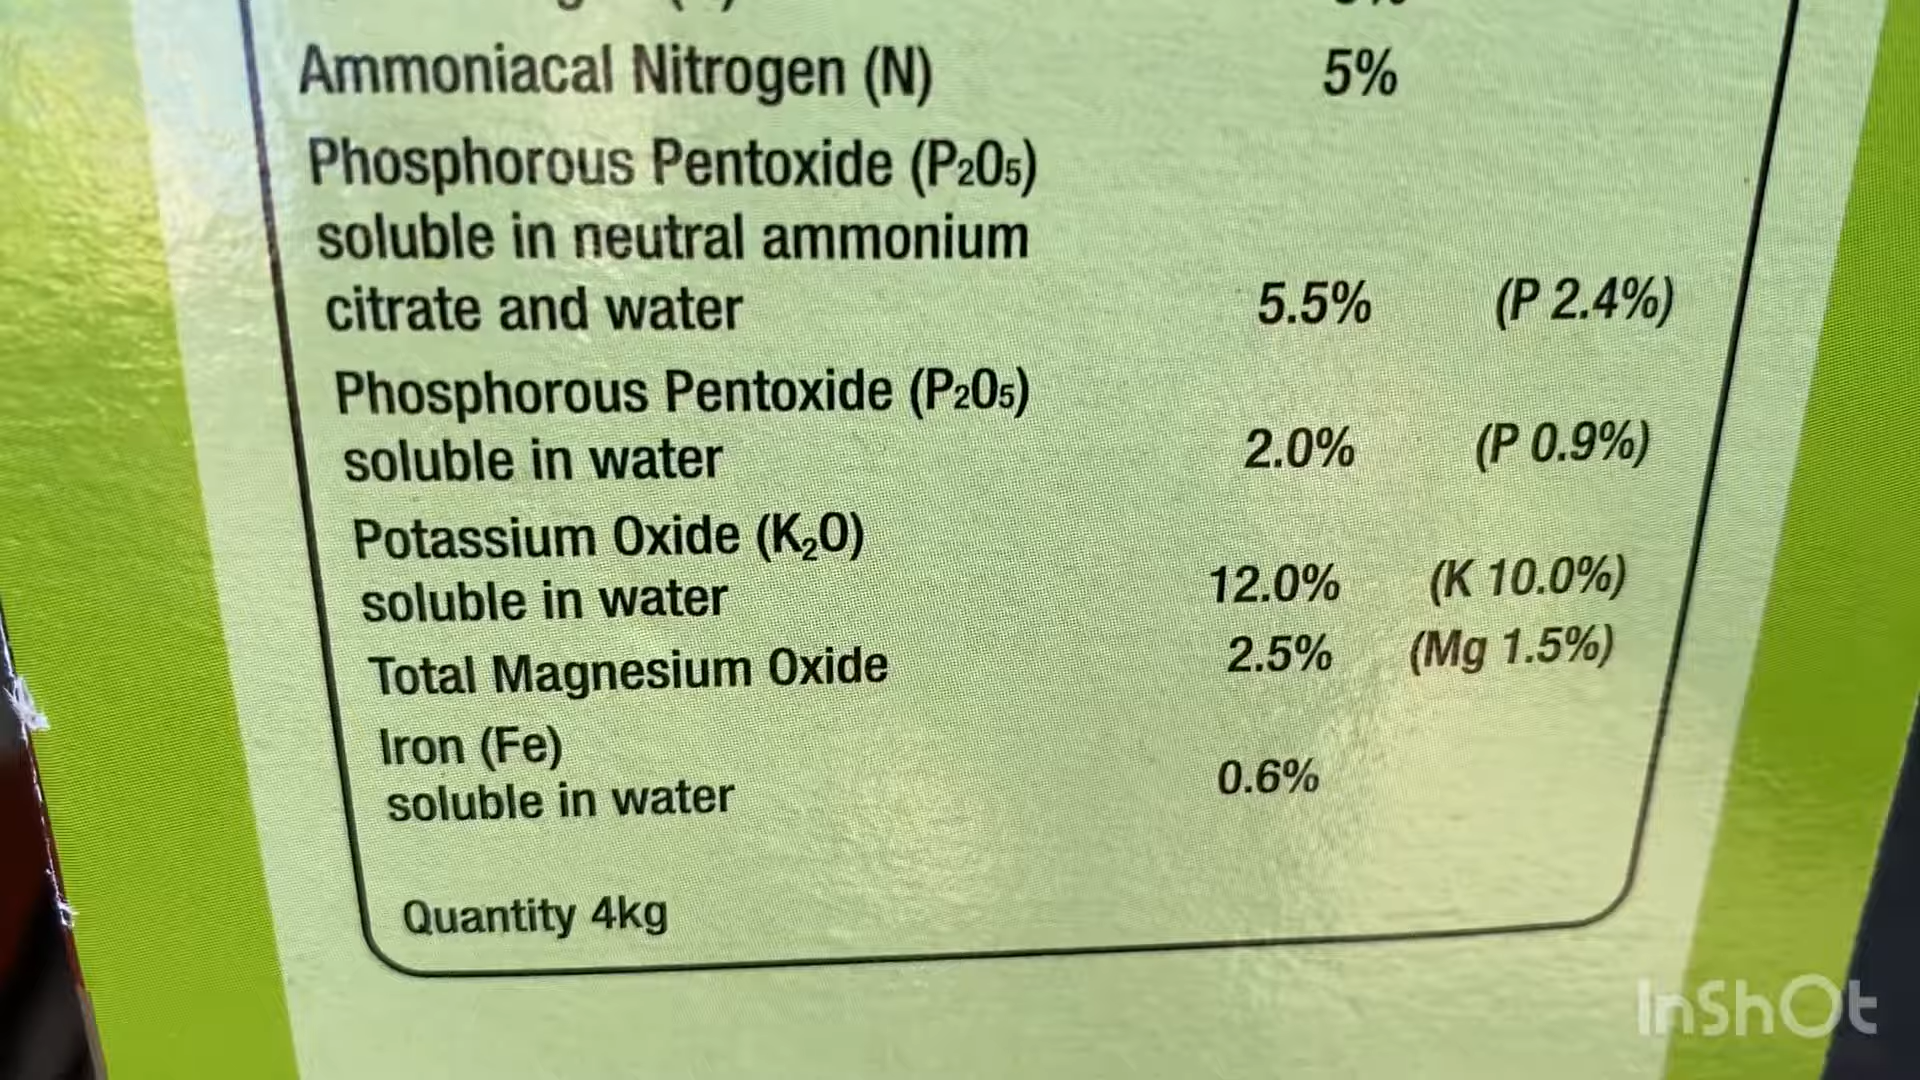 Ammoniacal Nitrogen (N) 5%
Phosphorous Pentoxide (P₂O₅)
soluble in neutral ammonium
citrate and water 5.5% (P 2.4%)
Phosphorous Pentoxide (P₂O₅)
soluble in water 2.0% (P 0.9%)
Potassium Oxide (K₂O)
soluble in water 12.0% (K 10.0%)
Total Magnesium Oxide 2.5% (Mg 1.5%)
Iron (Fe)
soluble in water 0.6%
Quantity 4kg
InShOt